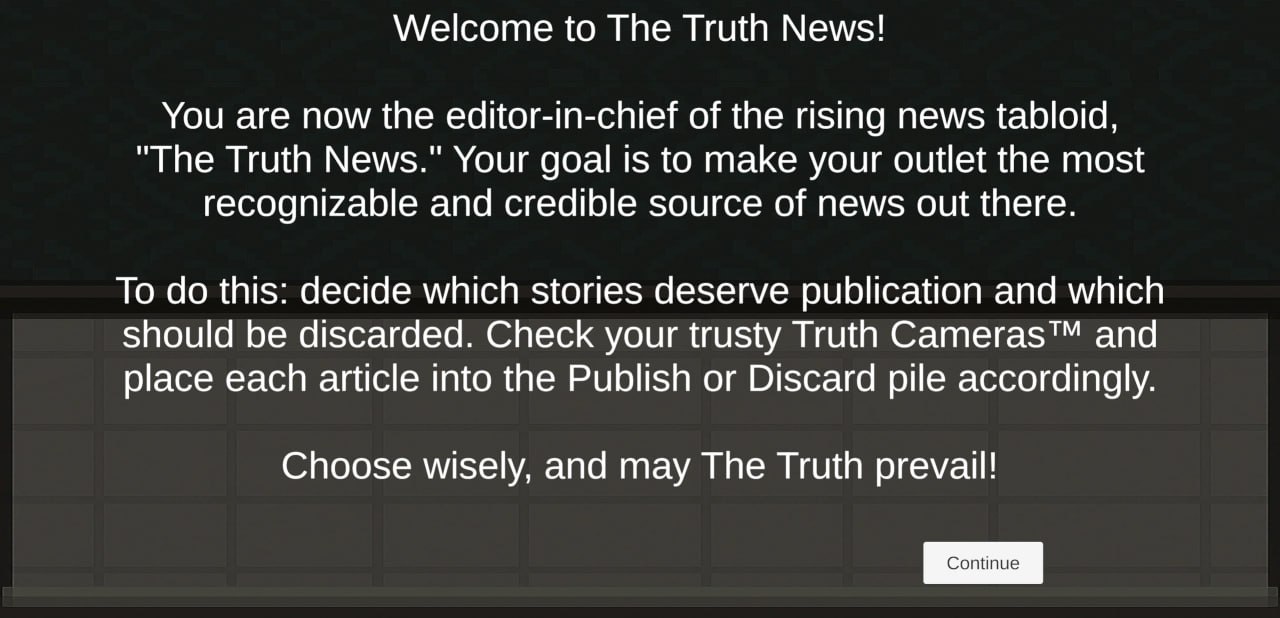 Welcome to The Truth News!
You are now the editor-in-chief of the rising news tabloid,
"The Truth News." Your goal is to make your outlet the most
recognizable and credible source of news out there.
To do this: decide which stories deserve publication and which
should be discarded. Check your trusty Truth Cameras™ and
place each article into the Publish or Discard pile accordingly.
Choose wisely, and may The Truth prevail!
Continue